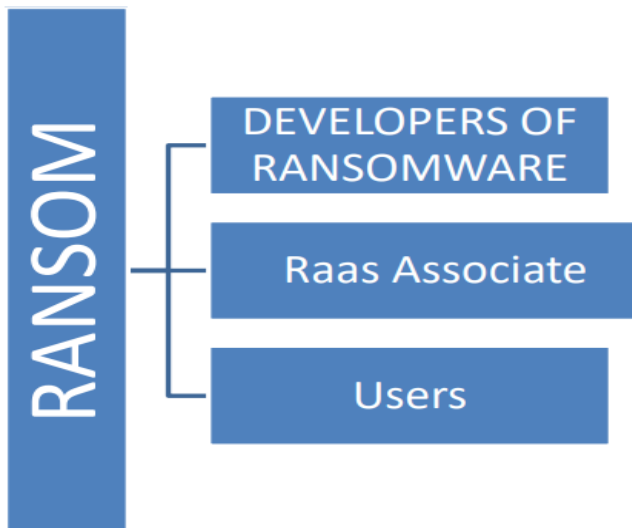 RANSOM
DEVELOPERS OF
RANSOMWARE
Raas Associate
Users